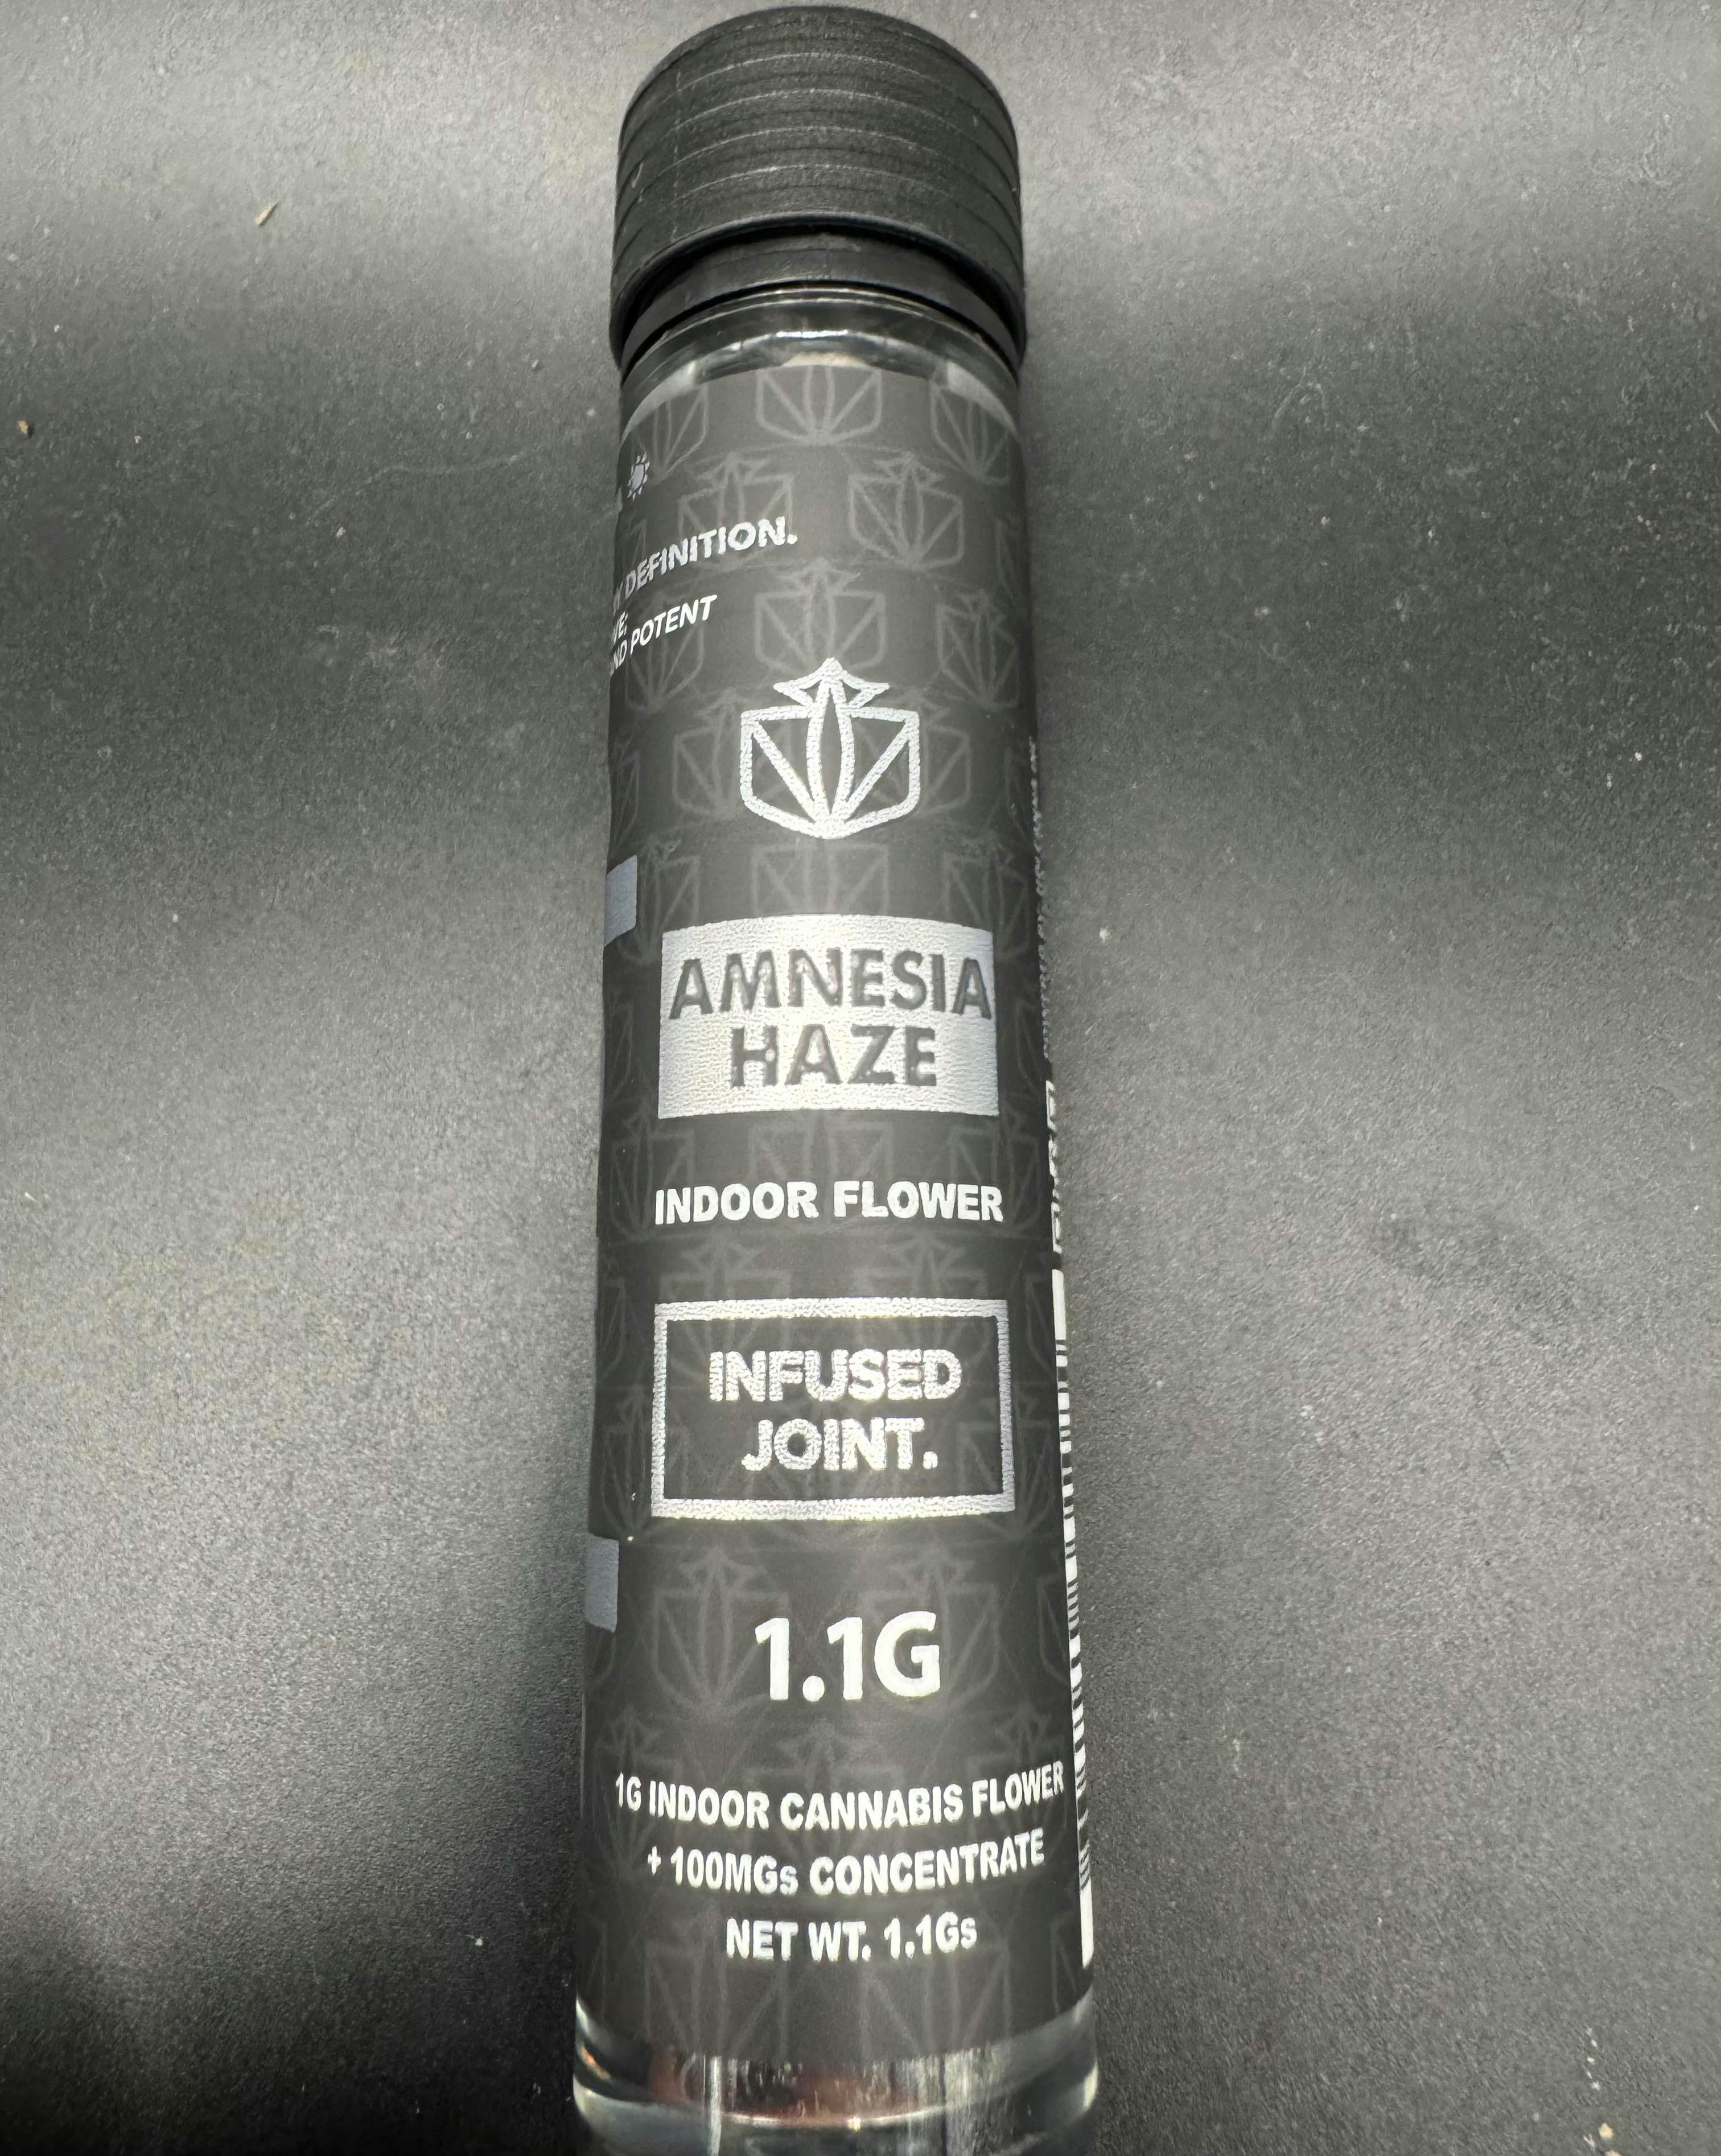 DEFINITION.
POTENT
AMNESIA
HAZE
INDOOR FLOWER
INFUSED
JOINT.
1.1G
1G INDOOR CANNABIS FLOWER
+ 100MGs CONCENTRATE
NET WT. 1.1Gs